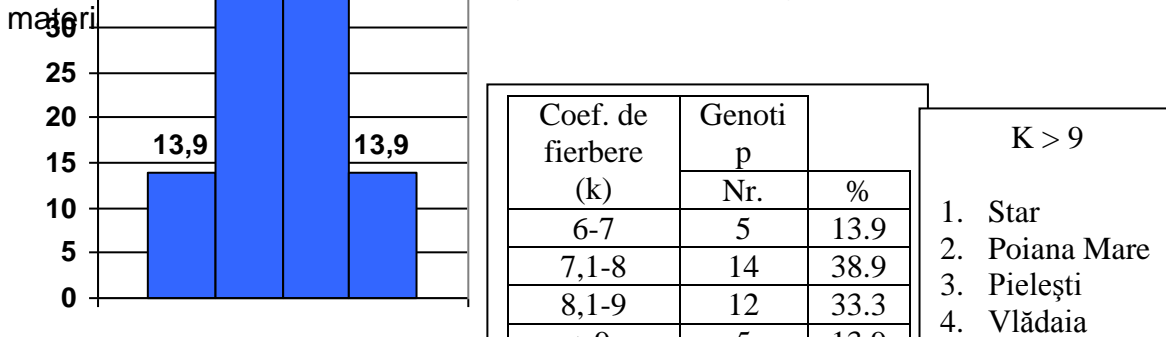 materi
30
25
20
15
10
5
0
13,9
13,9
Coef. de fierbere (k) Genoti p
Nr. %
6-7 5 13.9
7,1-8 14 38.9
8,1-9 12 33.3
K > 9
1. Star
2. Poiana Mare
3. Pieleşti
4. Vlădaia